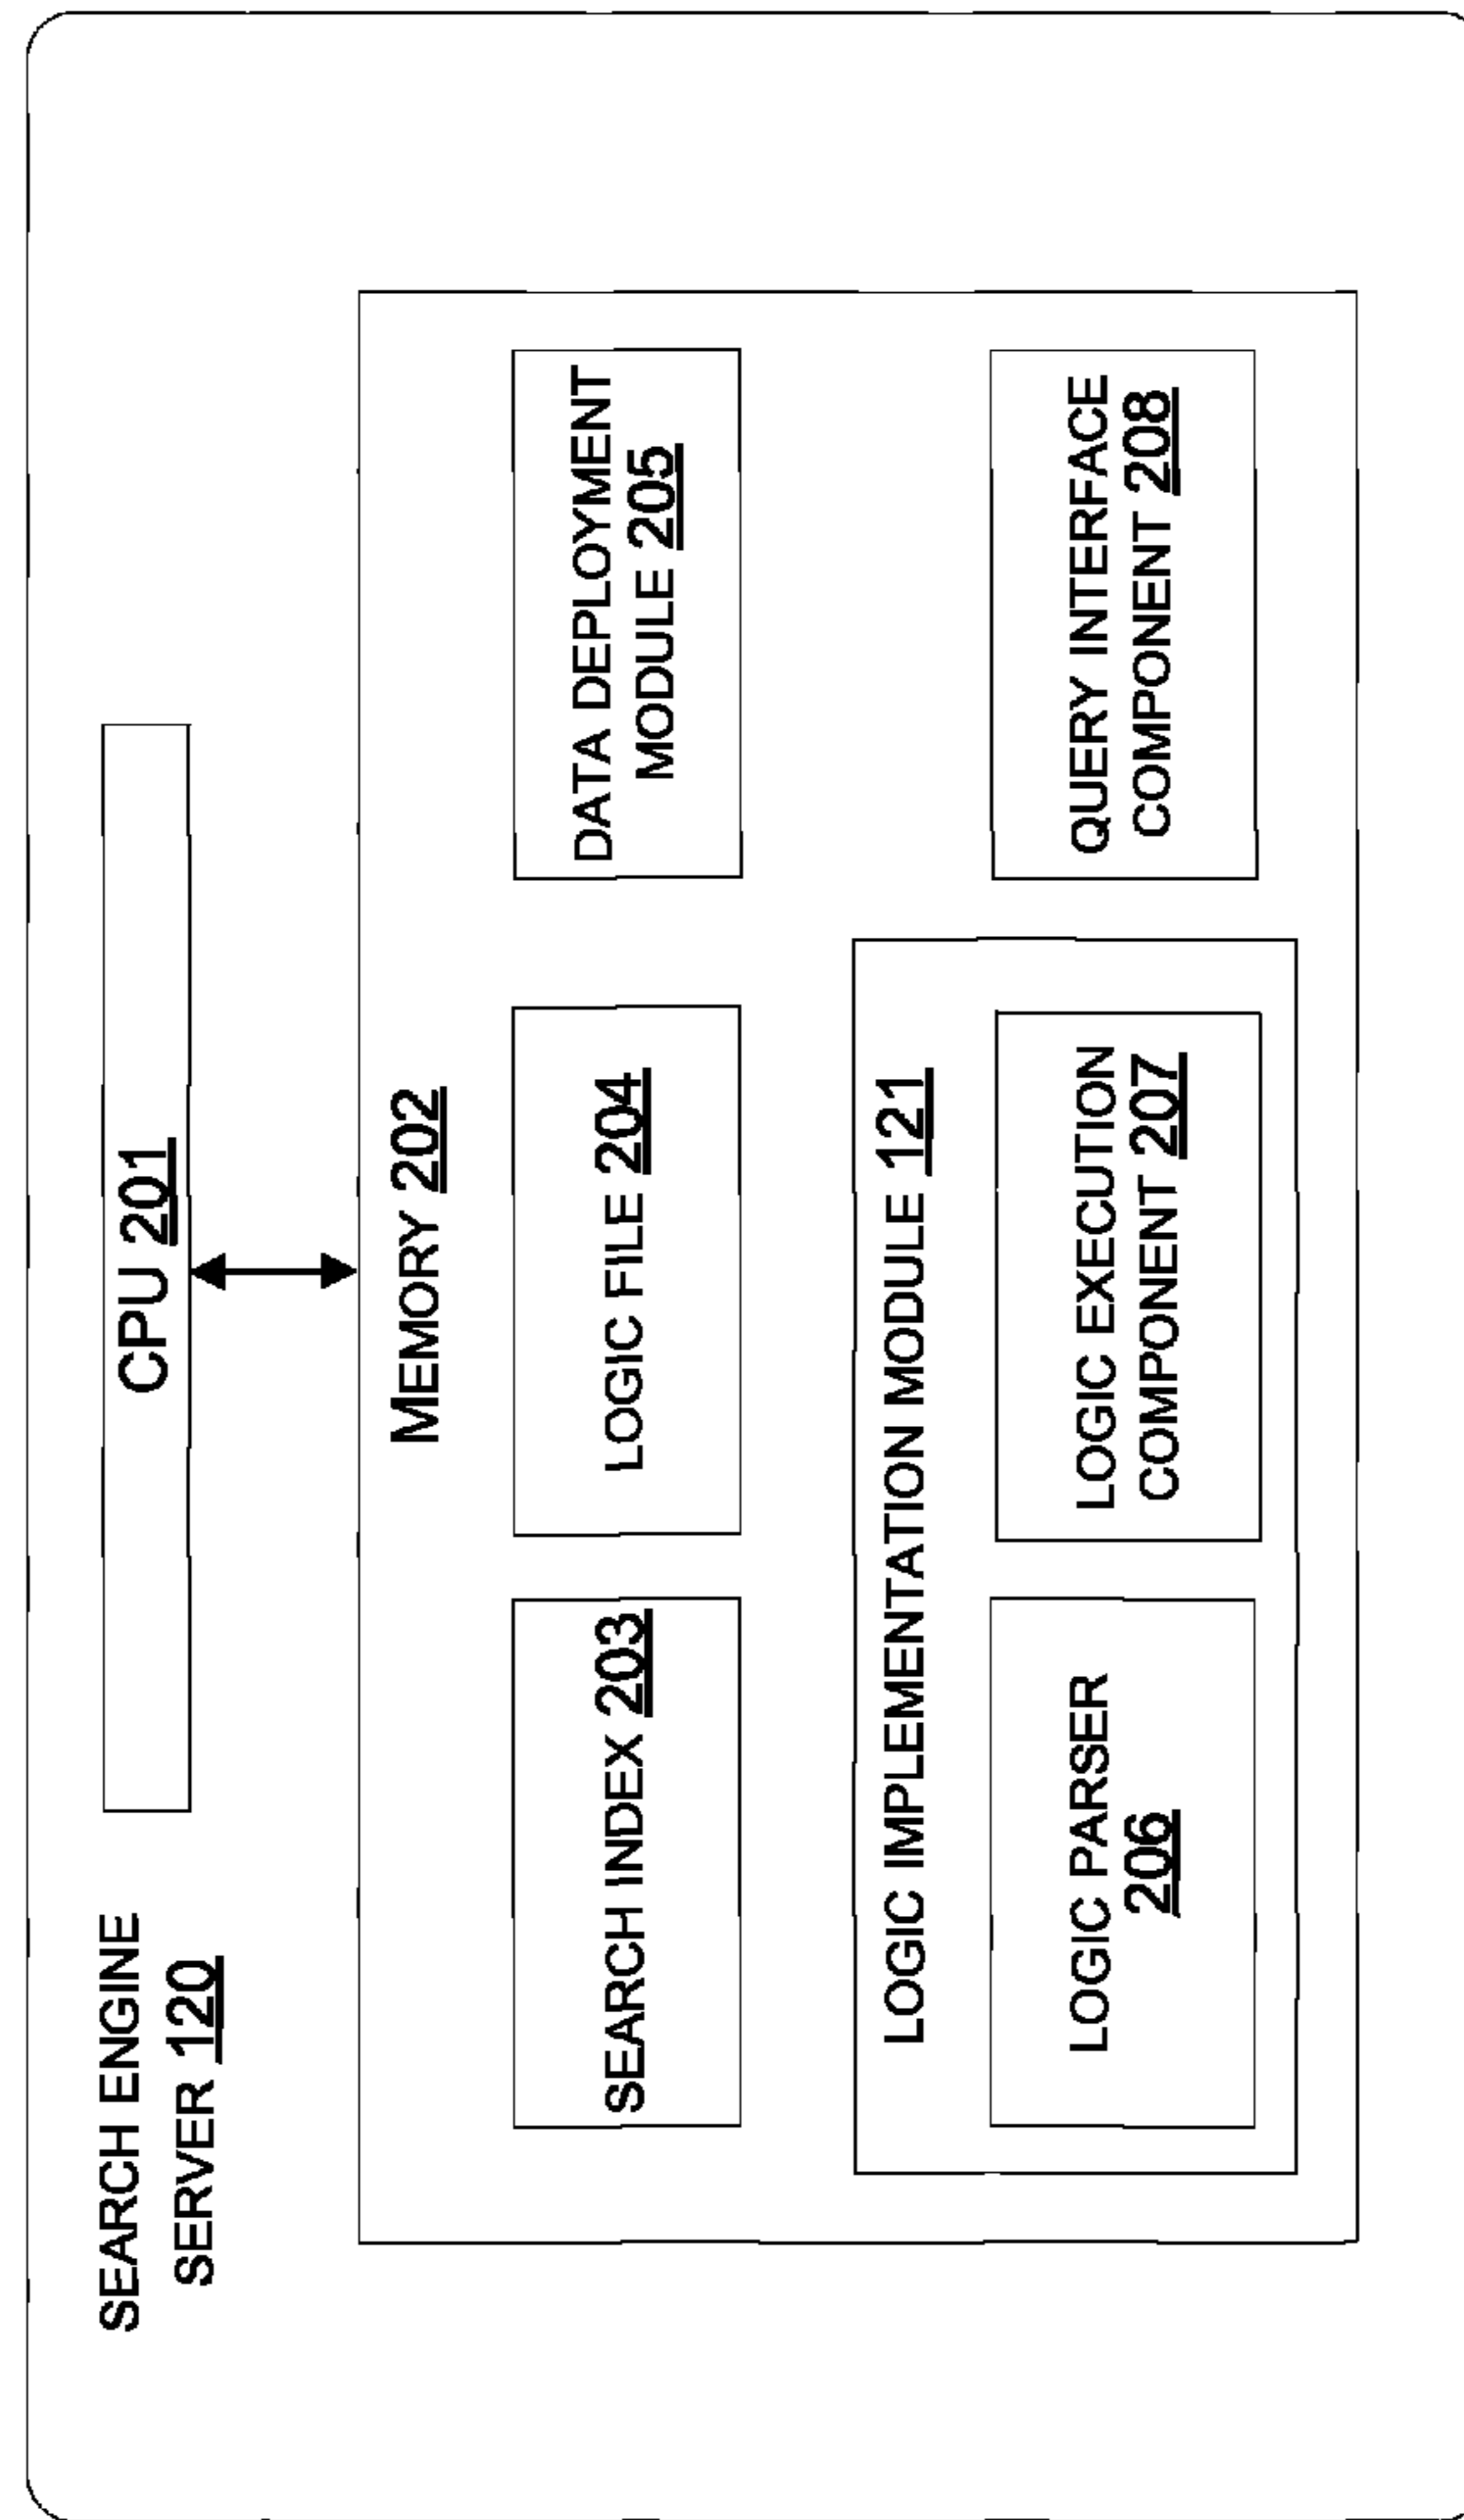 SEARCH ENGINE
SERVER 120
CPU 201
MEMORY 202
SEARCH INDEX 203
LOGIC FILE 204
DATA DEPLOYMENT
MODULE 205
LOGIC IMPLEMENTATION MODULE 121
LOGIC PARSER
206
LOGIC EXECUTION
COMPONENT 207
QUERY INTERFACE
COMPONENT 208